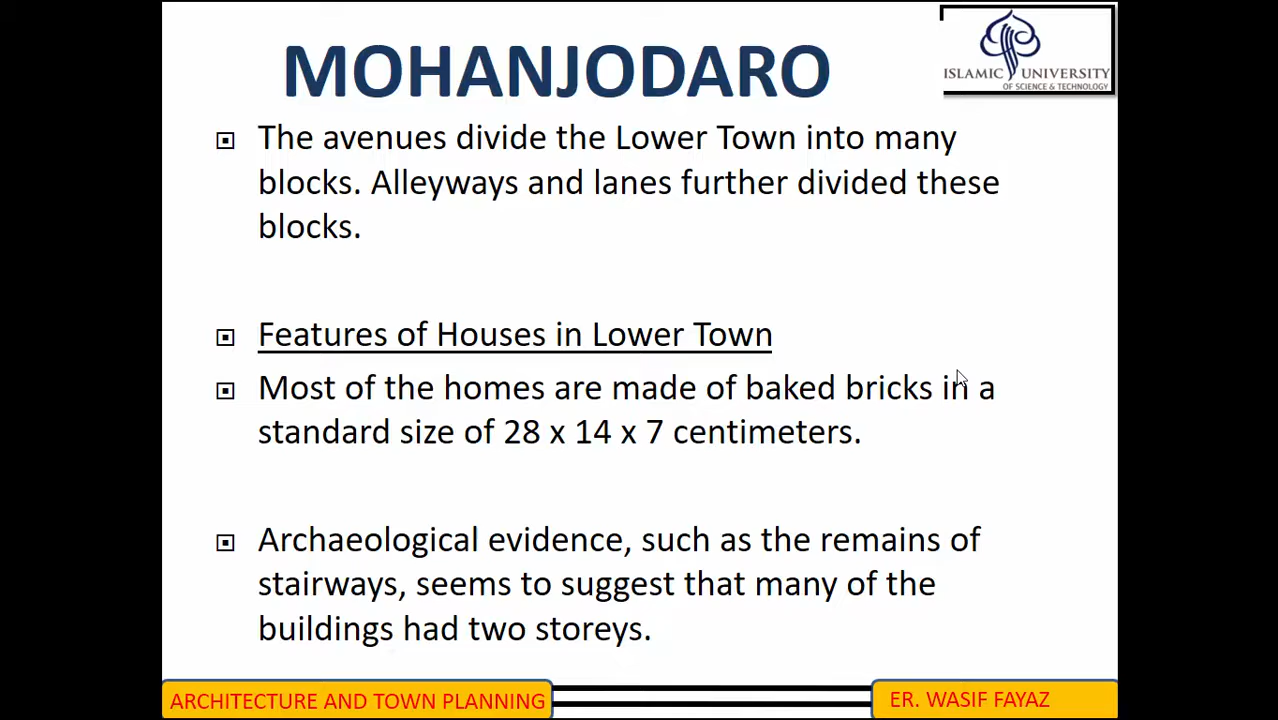 MOHANJODARO
ISLAMIC UNIVERSITY
OF SCIENCE & TECHNOLOGY
The avenues divide the Lower Town into many
blocks. Alleyways and lanes further divided these
blocks.
Features of Houses in Lower Town
Most of the homes are made of baked bricks in a
standard size of 28 x 14 x 7 centimeters.
Archaeological evidence, such as the remains of
stairways, seems to suggest that many of the
buildings had two storeys.
ARCHITECTURE AND TOWN PLANNING
ER. WASIF FAYAZ